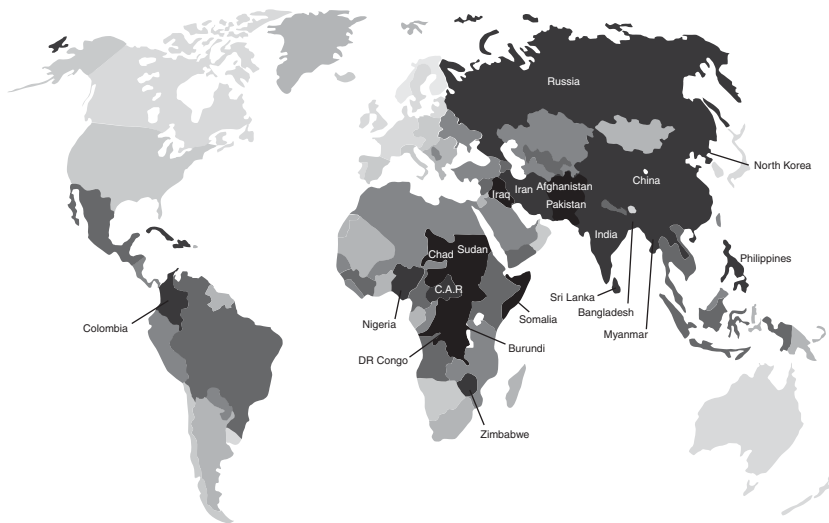 Russia
North Korea
China
Iran
Afghanistan
Iraq
Pakistan
India
Chad
Sudan
Philippines
C.A.R
Sri Lanka
Bangladesh
Somalia
Nigeria
Colombia
Myanmar
Burundi
DR Congo
Zimbabwe